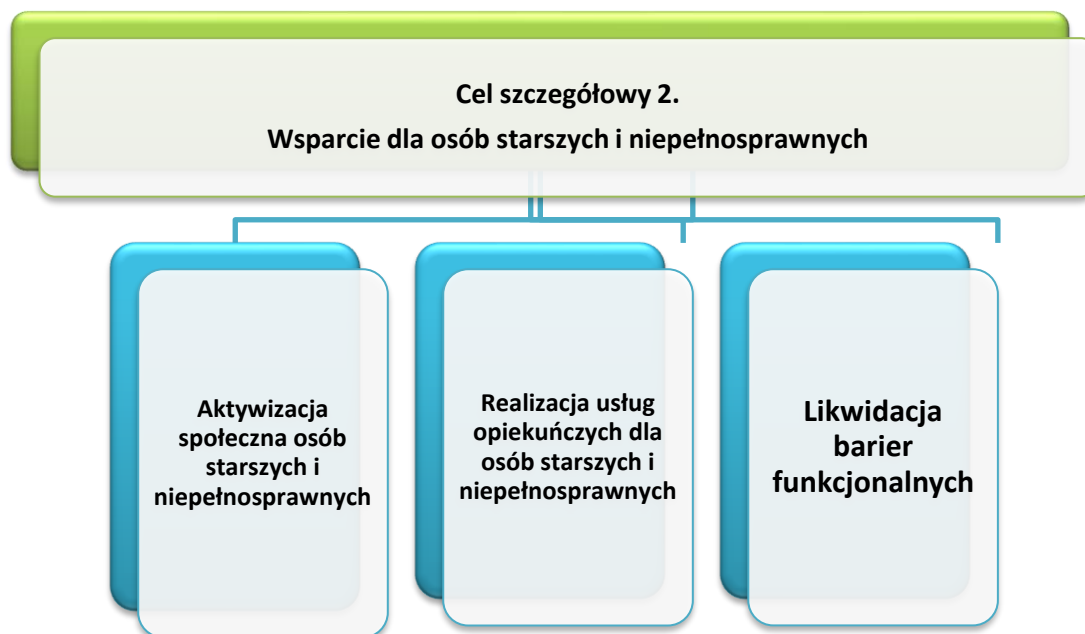 Cel szczegółowy 2.
Wsparcie dla osób starszych i niepełnosprawnych
Aktywizacja
społeczna osób
starszych i
niepełnosprawnych
Realizacja usług
opiekuńczych dla
osób starszych i
niepełnosprawnych
Likwidacja
barier
funkcjonalnych